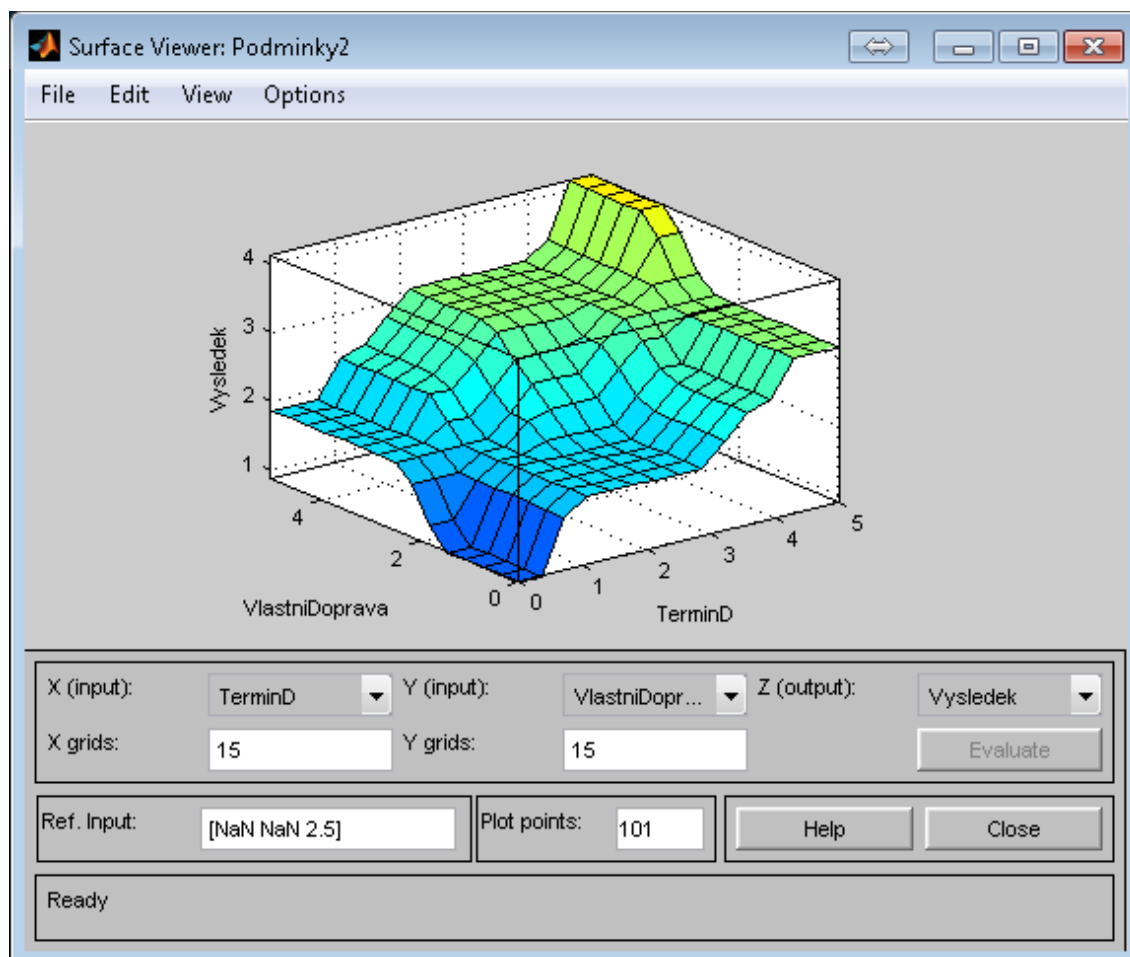 Surface Viewer: Podminky2
File Edit View Options
4
3
2
1
Vysledek
4
2
0
VlastniDoprava
0
1
2
3
4
5
TerminD
X (input): TerminD Y (input): VlastniDopr... Z (output): Vysledek
X grids: 15 Y grids: 15 Evaluate
Ref. Input: [NaN NaN 2.5] Plot points: 101 Help Close
Ready